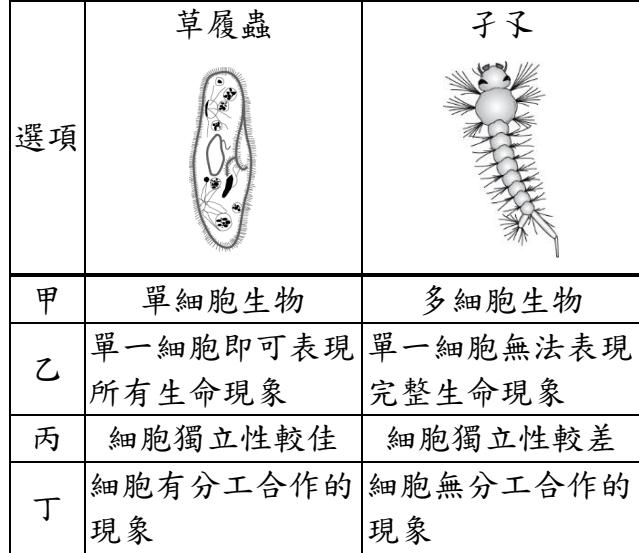 選項 草履蟲 孑孓
甲 單細胞生物 多細胞生物
乙 單一細胞即可表現 單一細胞無法表現
所有生命現象 完整生命現象
丙 細胞獨立性較佳 細胞獨立性較差
丁 細胞有分工合作的 細胞無分工合作的
現象 現象